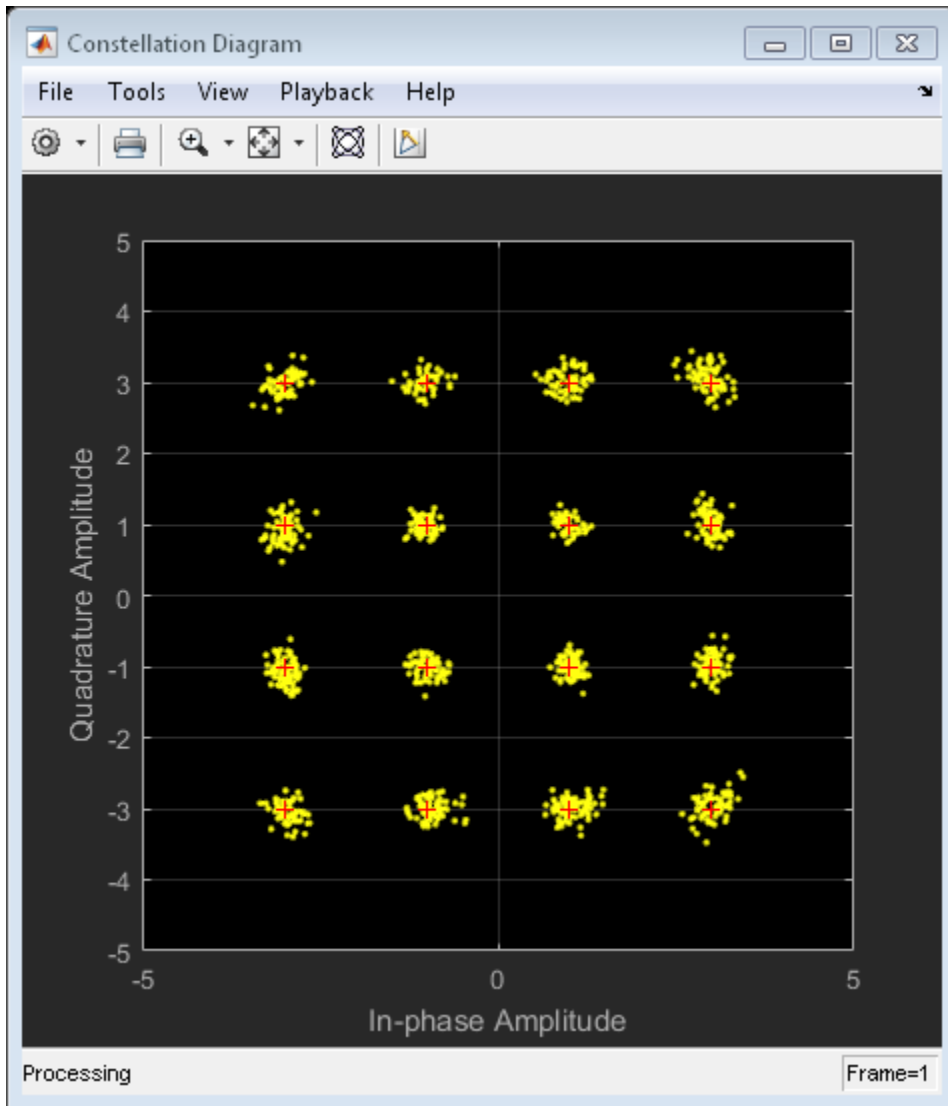 Constellation Diagram
File Tools View Playback Help
5
4
3
2
1
0
-1
-2
-3
-4
-5
Quadrature Amplitude
-5 0 5
In-phase Amplitude
Processing Frame=1